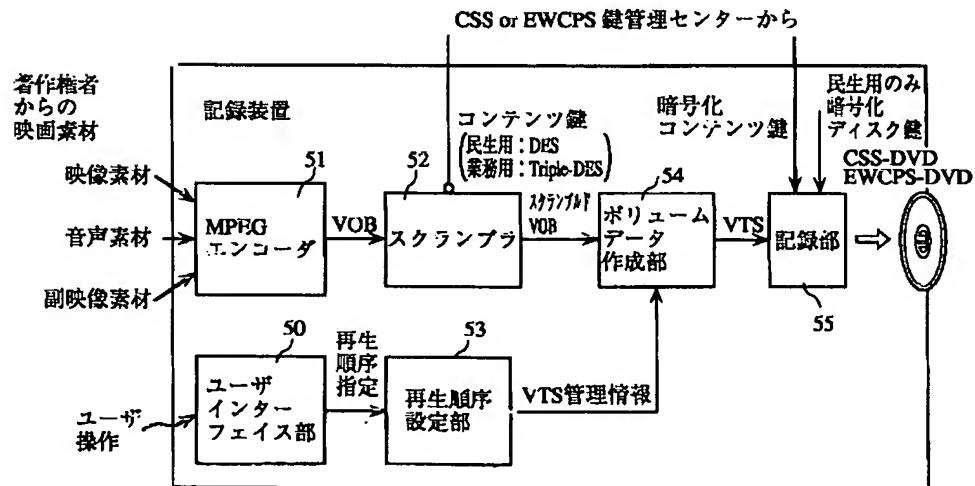 CSS or EWCPS 鍵管理センターから
著作権者
からの
映画素材
記録装置
コンテンツ鍵
(民生用：DES
業務用：Triple-DES)
暗号化
コンテンツ鍵
民生用のみ
暗号化
ディスク鍵
CSS-DVD
EWCPS-DVD
映像素材
音声素材
副映像素材
51
MPEG
エンコーダ
VOB
52
スクランブラ
スクランブルド
VOB
54
ボリューム
データ
作成部
VTS
記録部
55
50
ユーザ
インター
フェイス部
ユーザ
操作
再生
順序
指定
53
再生順序
設定部
VTS管理情報